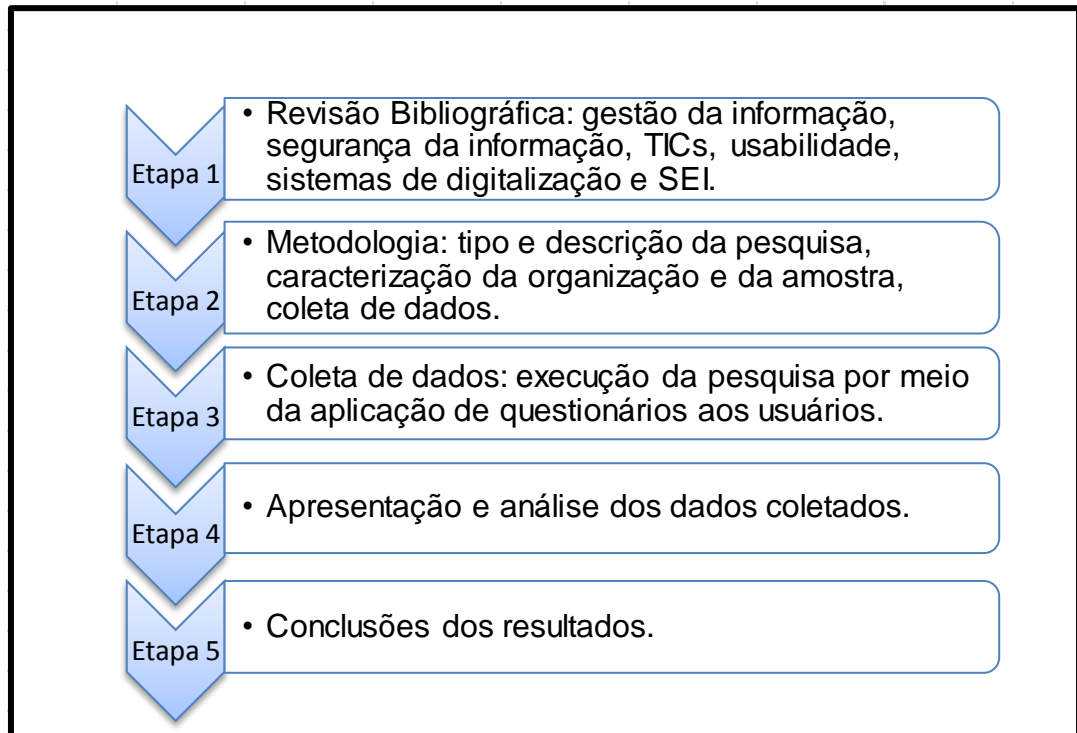 Etapa 1
• Revisão Bibliográfica: gestão da informação,
segurança da informação, TICs, usabilidade,
sistemas de digitalização e SEI.
Etapa 2
• Metodologia: tipo e descrição da pesquisa,
caracterização da organização e da amostra,
coleta de dados.
Etapa 3
• Coleta de dados: execução da pesquisa por meio
da aplicação de questionários aos usuários.
Etapa 4
• Apresentação e análise dos dados coletados.
Etapa 5
• Conclusões dos resultados.